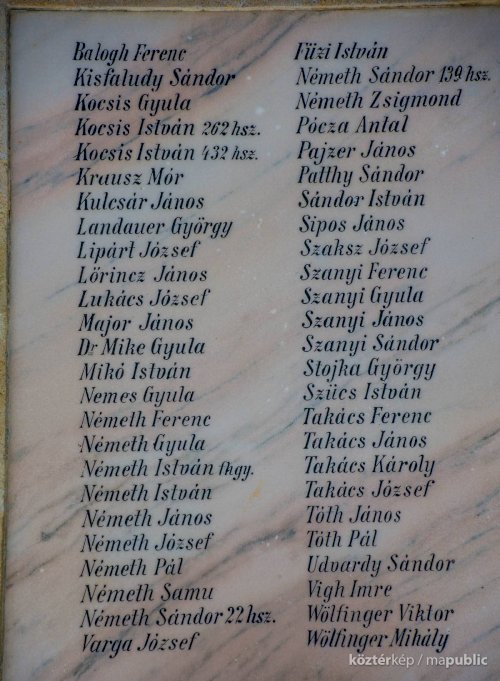 Balogh Ferenc
Kisfaludy Sándor
Kocsis Gyula
Kocsis István 262 hsz.
Kocsis István 432 hsz.
Krausz Mór
Kulcsár János
Landauer György
Lipárt József
Lőrincz János
Lukács József
Major János
Dr Mike Gyula
Mikó István
Nemes Gyula
Németh Ferenc
Németh Gyula
Németh István fhgy.
Németh István
Németh János
Németh József
Németh Pál
Németh Samu
Németh Sándor 22 hsz.
Varga József
Füzi István
Németh Sándor 139 hsz.
Németh Zsigmond
Pócza Antal
Pajzer János
Patthy Sándor
Sándor István
Sipos János
Szaksz József
Szanyi Ferenc
Szanyi Gyula
Szanyi János
Szanyi Sándor
Stojka György
Szücs István
Takács Ferenc
Takács János
Takács Károly
Takács József
Tóth János
Tóth Pál
Udvardy Sándor
Vigh Imre
Wölfinger Viktor
Wölfinger Mihály
köztérkép / mapublic